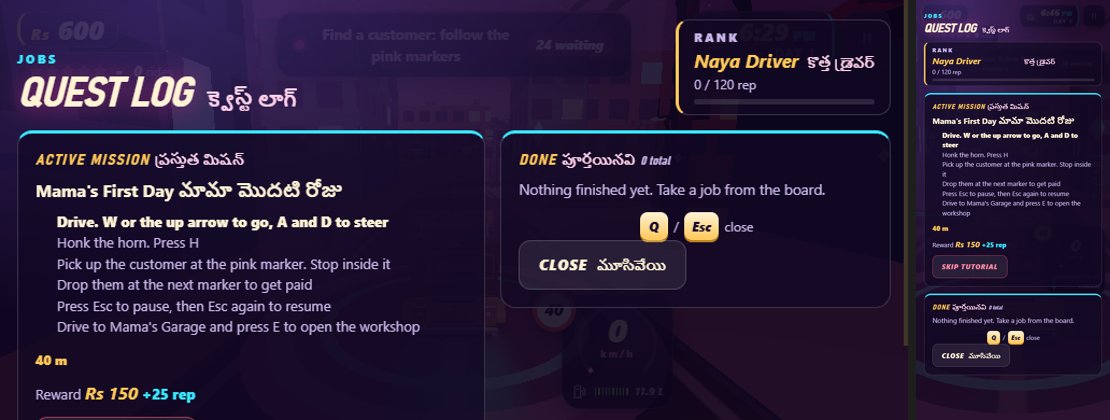 Rs 600
Find a customer: follow the
pink markers
24 waiting
6:29 PM
JOBS
QUEST LOG క్వెస్ట్ లాగ్
RANK
Naya Driver కొత్త డ్రైవర్
0 / 120 rep
ACTIVE MISSION ప్రస్తుత మిషన్
Mama's First Day మామా మొదటి రోజు
Drive. W or the up arrow to go, A and D to steer
Honk the horn. Press H
Pick up the customer at the pink marker. Stop inside it
Drop them at the next marker to get paid
Press Esc to pause, then Esc again to resume
Drive to Mama's Garage and press E to open the workshop
40 m
Reward Rs 150 +25 rep
DONE పూర్తయినవి 0 total
Nothing finished yet. Take a job from the board.
Q / Esc close
CLOSE మూసివేయి
40
0
km/h
11.9 L
JOBS
QUEST LOG క్వెస్ట్ లాగ్
6:46 PM
DAY 1
RANK
Naya Driver కొత్త డ్రైవర్
0 / 120 rep
ACTIVE MISSION ప్రస్తుత మిషన్
Mama's First Day మామా మొదటి రోజు
Drive. W or the up arrow to go, A and D to
steer
Honk the horn. Press H
Pick up the customer at the pink marker. Stop inside
it
Drop them at the next marker to get paid
Press Esc to pause, then Esc again to resume
Drive to Mama's Garage and press E to open the
workshop
40 m
Reward Rs 150 +25 rep
SKIP TUTORIAL
DONE పూర్తయినవి 0 total
Nothing finished yet. Take a job from the board.
Q / Esc close
CLOSE మూసివేయి